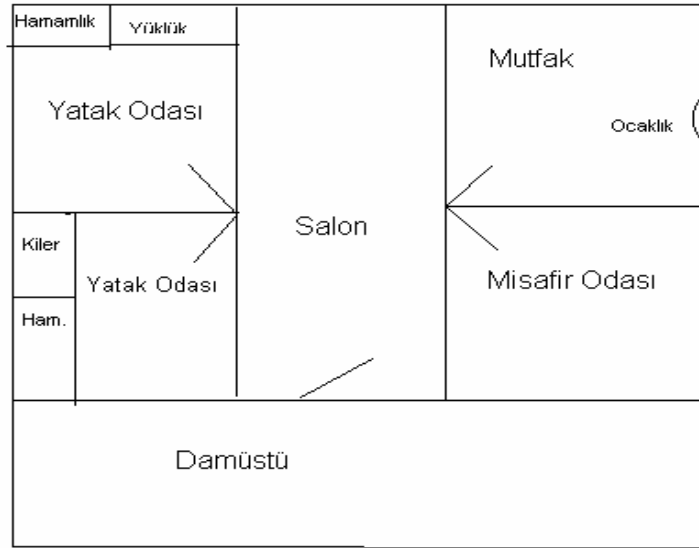 Hamamlık
Yüklük
Mutfak
Yatak Odası
Ocaklık
Salon
Kiler
Yatak Odası
Misafir Odası
Ham.
Damüstü